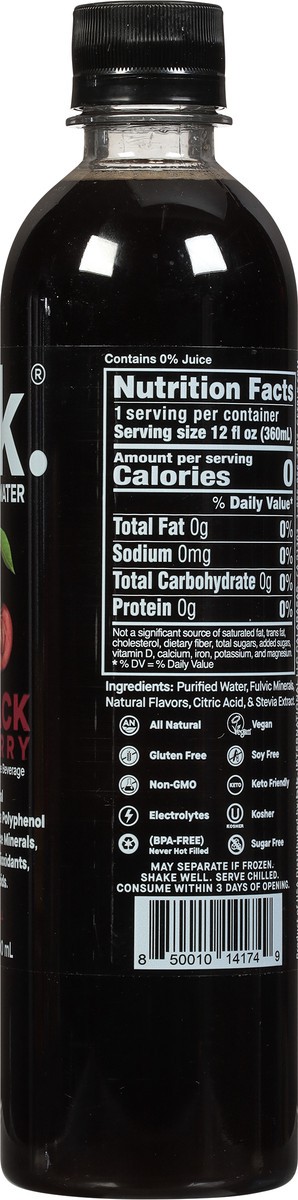 k.®
WATER
CK
RRY
Beverage
Polyphenol
Minerals,
mL
Contains 0% Juice
Nutrition Facts
1 serving per container
Serving size 12 fl oz (360mL)
Amount per serving
Calories 0
% Daily Value*
Total Fat 0g 0%
Sodium 0mg 0%
Total Carbohydrate 0g 0%
Protein 0g 0%
Not a significant source of saturated fat, trans fat,
cholesterol, dietary fiber, total sugars, added sugars,
vitamin D, calcium, iron, potassium, and magnesium.
* % DV = % Daily Value
Ingredients: Purified Water, Fulvic Minerals,
Natural Flavors, Citric Acid, & Stevia Extract.
AN All Natural Vegan Vegan
Gluten Free Soy Free
Non-GMO KETO Keto Friendly
Electrolytes U KOSHER Kosher
(BPA-FREE)
Never Hot Filled Sugar Free
MAY SEPARATE IF FROZEN.
SHAKE WELL. SERVE CHILLED.
CONSUME WITHIN 3 DAYS OF OPENING.
8 50010 14174 9